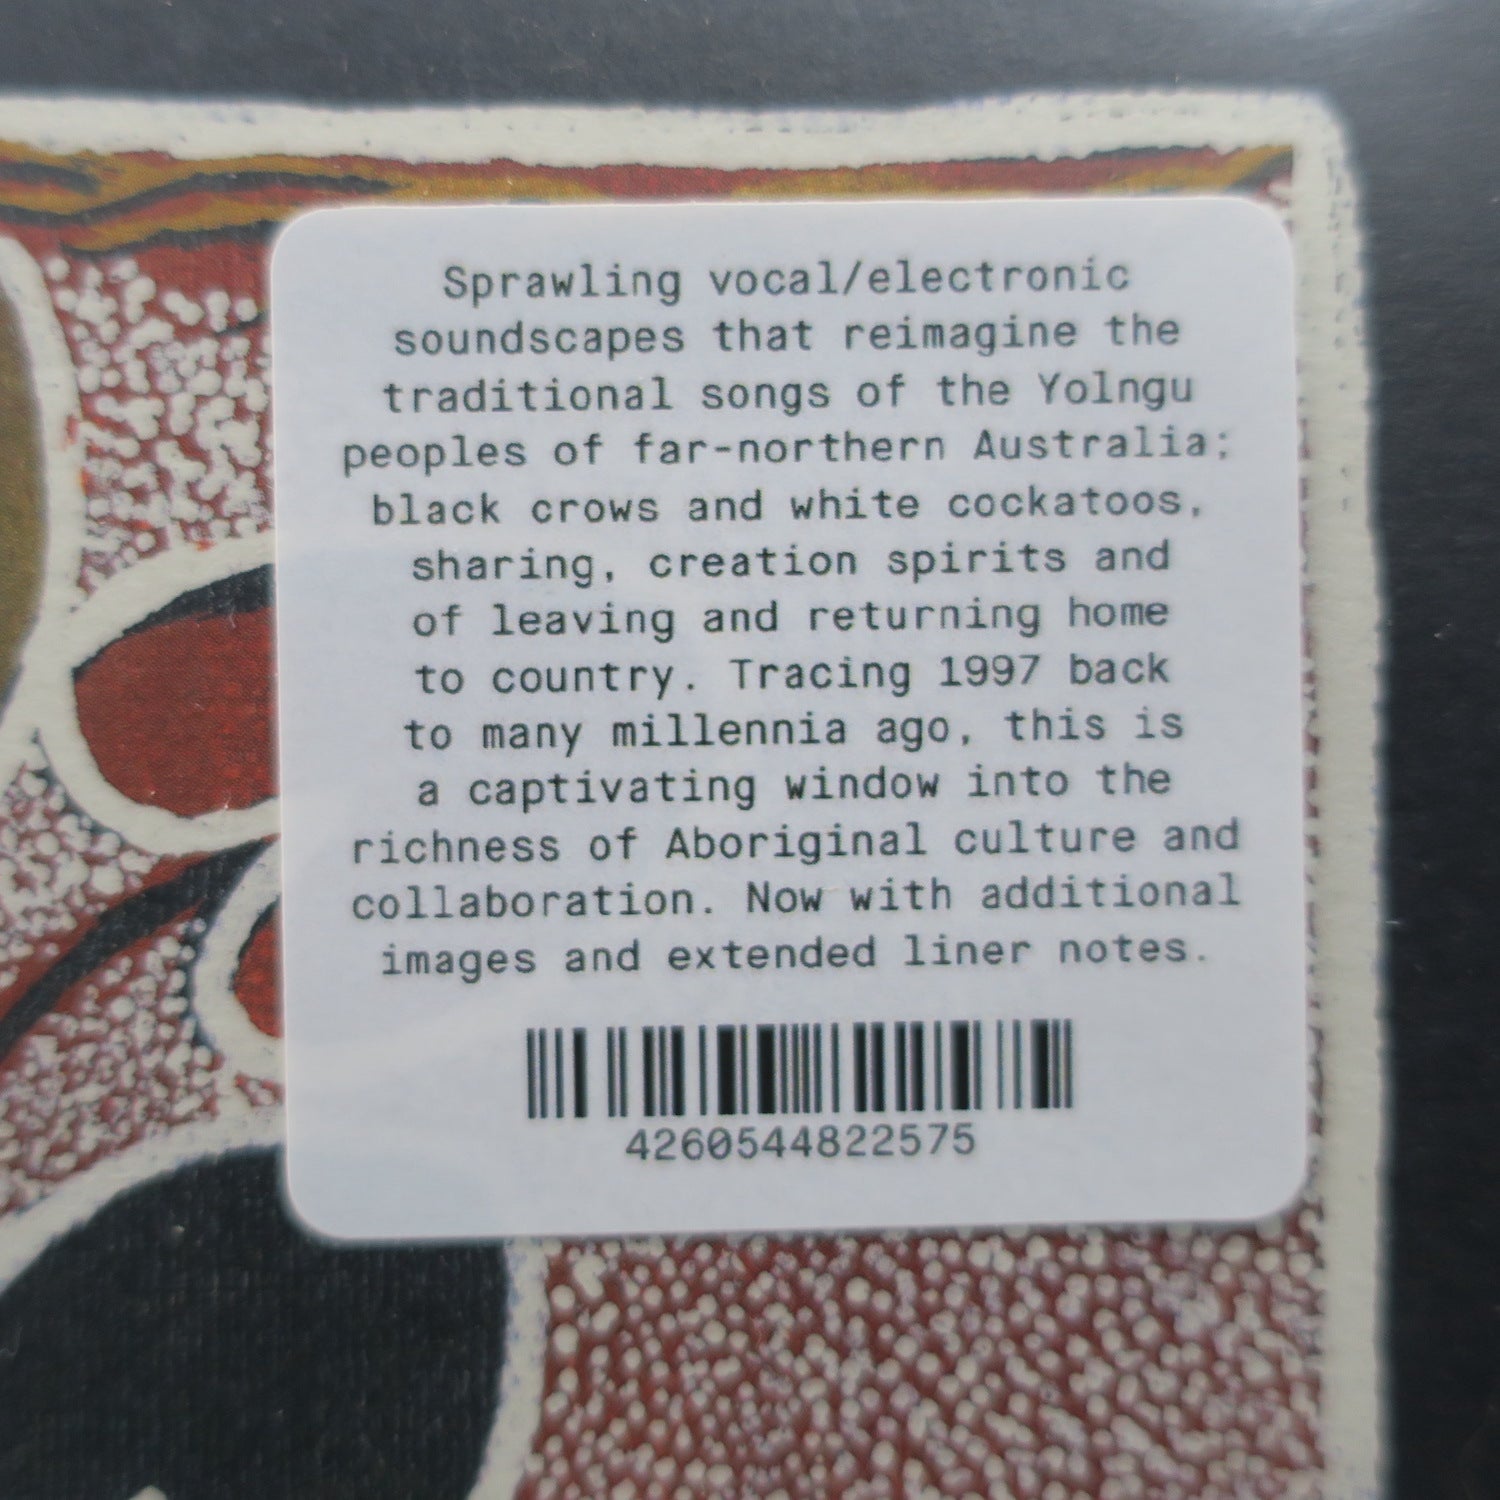 Sprawling vocal/electronic
soundscapes that reimagine the
traditional songs of the Yolngu
peoples of far-northern Australia;
black crows and white cockatoos,
sharing, creation spirits and
of leaving and returning home
to country. Tracing 1997 back
to many millennia ago, this is
a captivating window into the
richness of Aboriginal culture and
collaboration. Now with additional
images and extended liner notes.
4260544822575